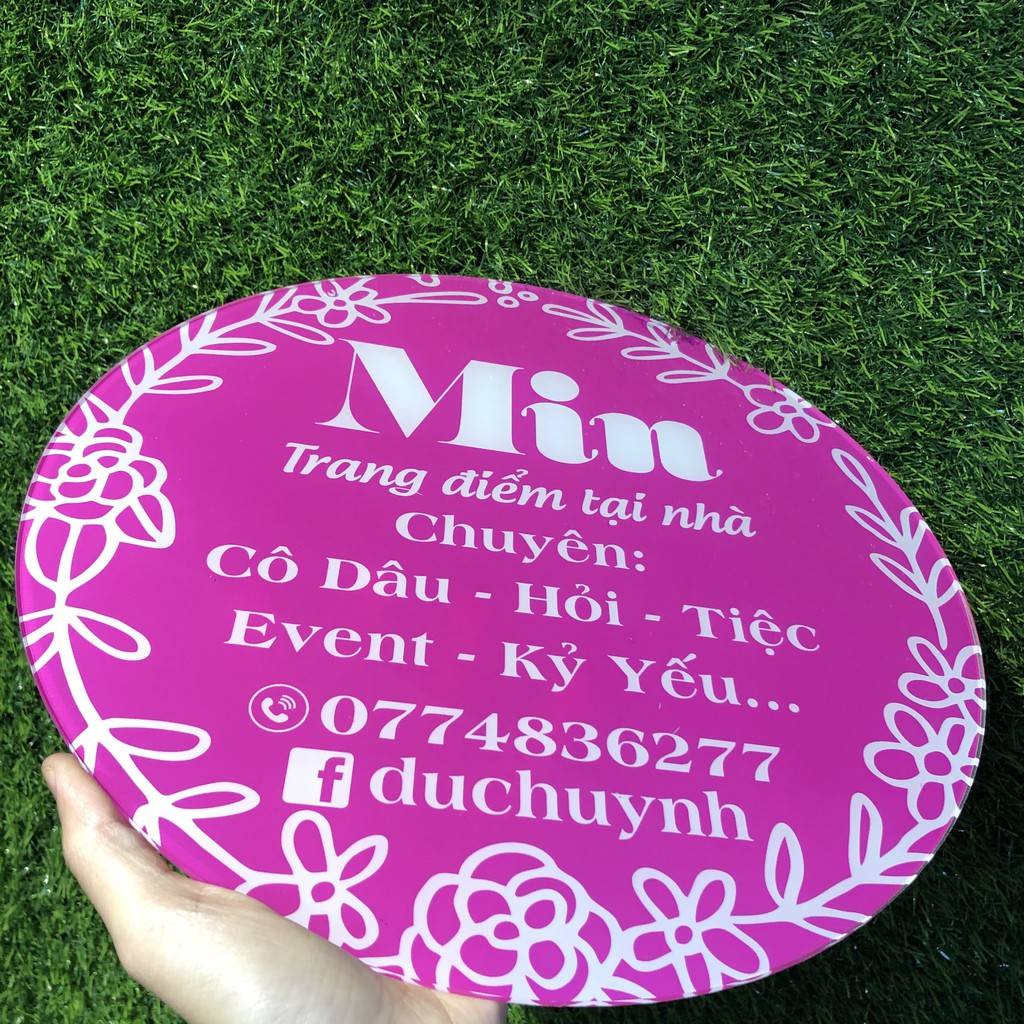 Min
Trang điểm tại nhà
Chuyên:
Cô Dâu - Hỏi - Tiệc
Event - Kỷ Yếu...
0774836277
duchuynh